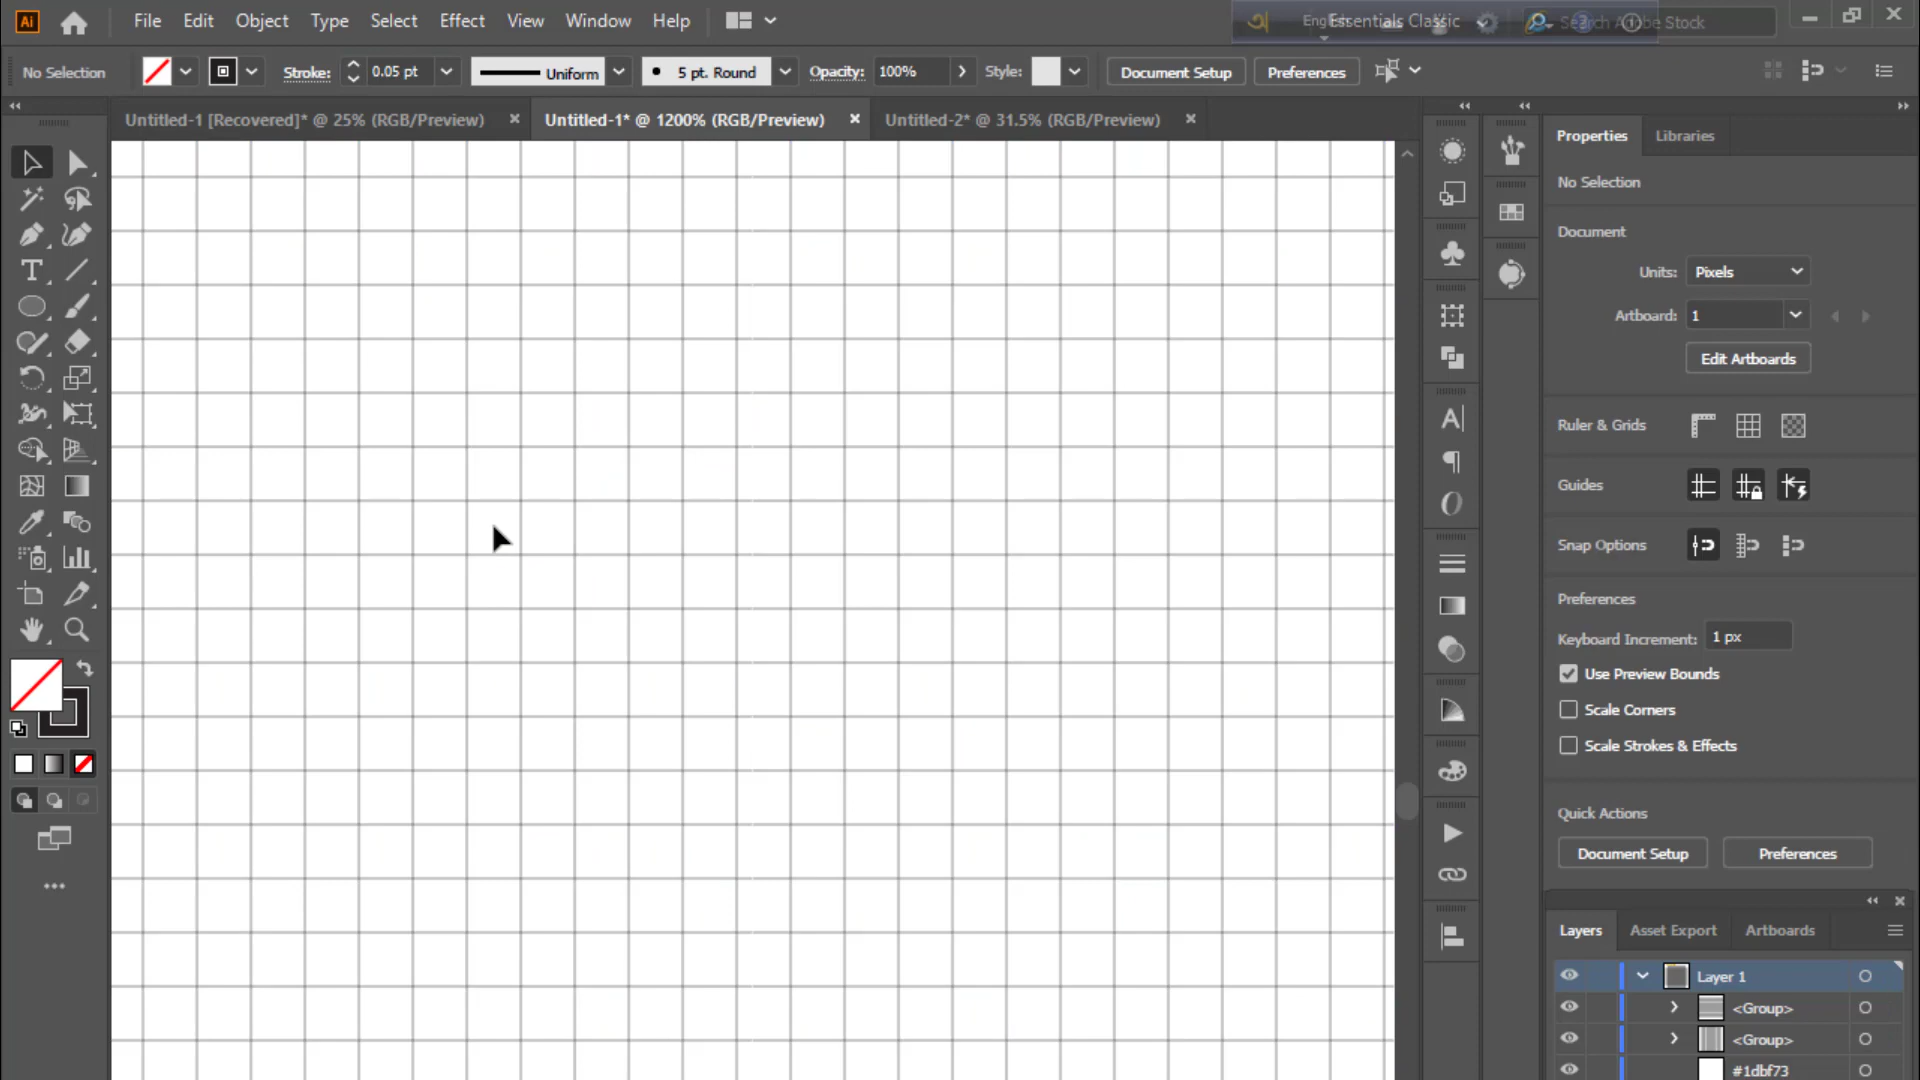 Ai File Edit Object Type Select Effect View Window Help Essentials Classic Search Adobe Stock
No Selection Stroke: 0.05 pt Uniform 5 pt. Round Opacity: 100% Style: Document Setup Preferences
Untitled-1 [Recovered]* @ 25% (RGB/Preview) × Untitled-1* @ 1200% (RGB/Preview) × Untitled-2* @ 31.5% (RGB/Preview) ×
Properties Libraries
No Selection
Document
Units: Pixels
Artboard: 1
Edit Artboards
Ruler & Grids
Guides
Snap Options
Preferences
Keyboard Increment: 1 px
Use Preview Bounds
Scale Corners
Scale Strokes & Effects
Quick Actions
Document Setup Preferences
Layers Asset Export Artboards
Layer 1
<Group>
<Group>
#1dbf73